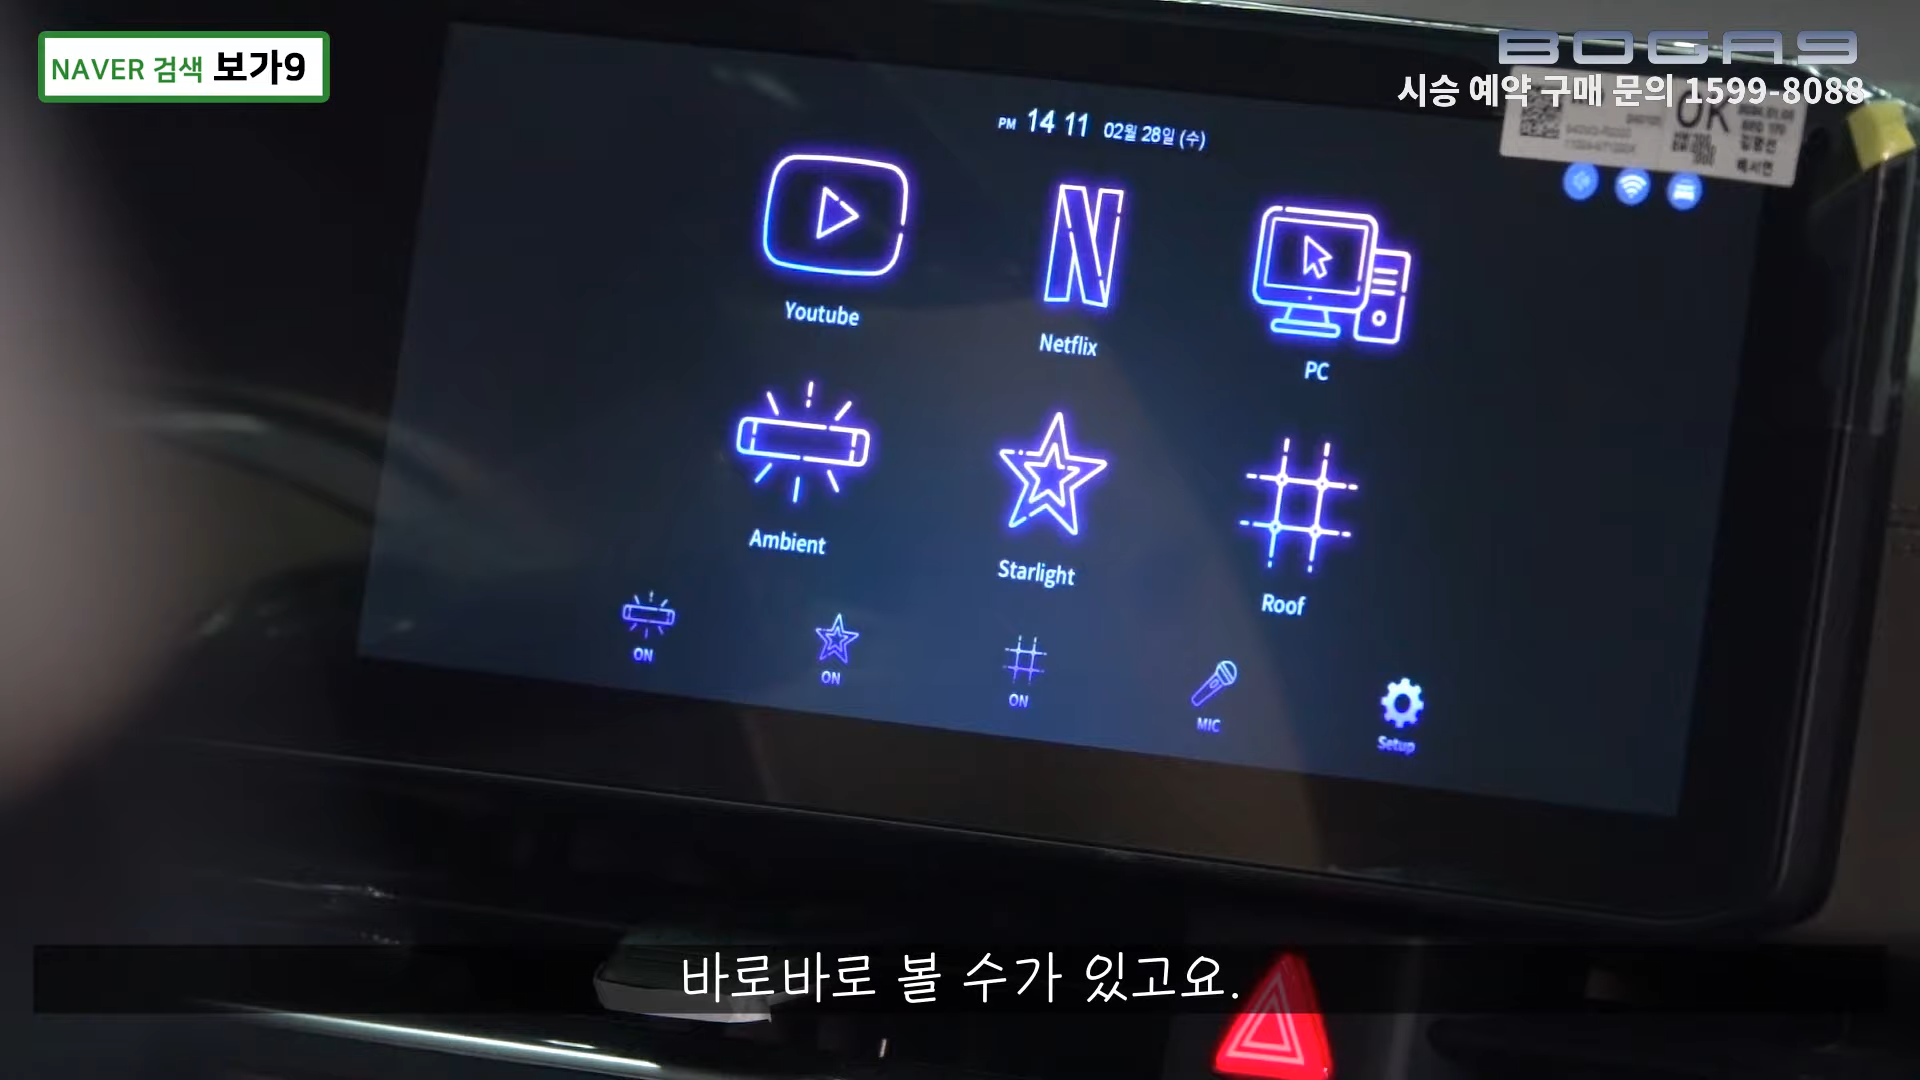 NAVER 검색 보가9
BOGA9
시승 예약 구매 문의 1599-8088
OK
PM 14 11 02월 28일 (수)
Youtube
Netflix
PC
Ambient
Starlight
Roof
ON
ON
ON
MIC
Setup
바로바로 볼 수가 있고요.